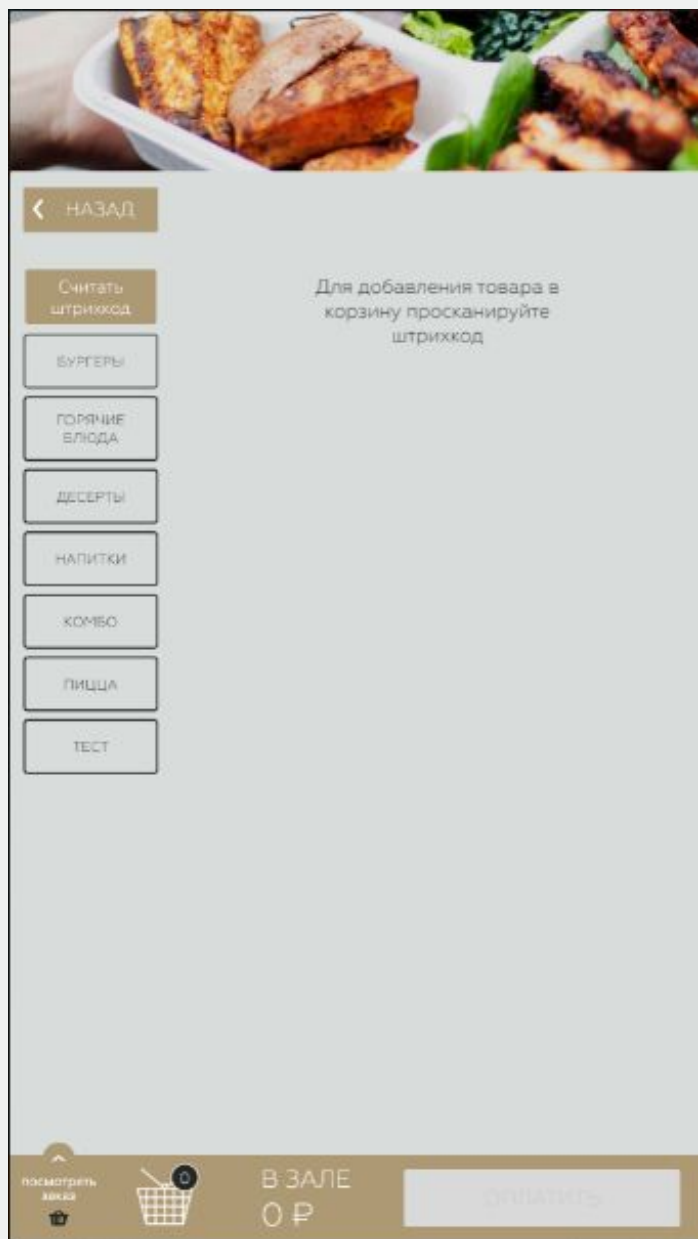 НАЗАД
Считать
штрихкод
Для добавления товара в
корзину просканируйте
штрихкод
БУРГЕРЫ
ГОРЯЧИЕ
БЛЮДА
ДЕСЕРТЫ
НАПИТКИ
КОМБО
ПИЦЦА
ТЕСТ
посмотреть
заказ
0
В ЗАЛЕ
0 ₽
ОПЛАТИТЬ